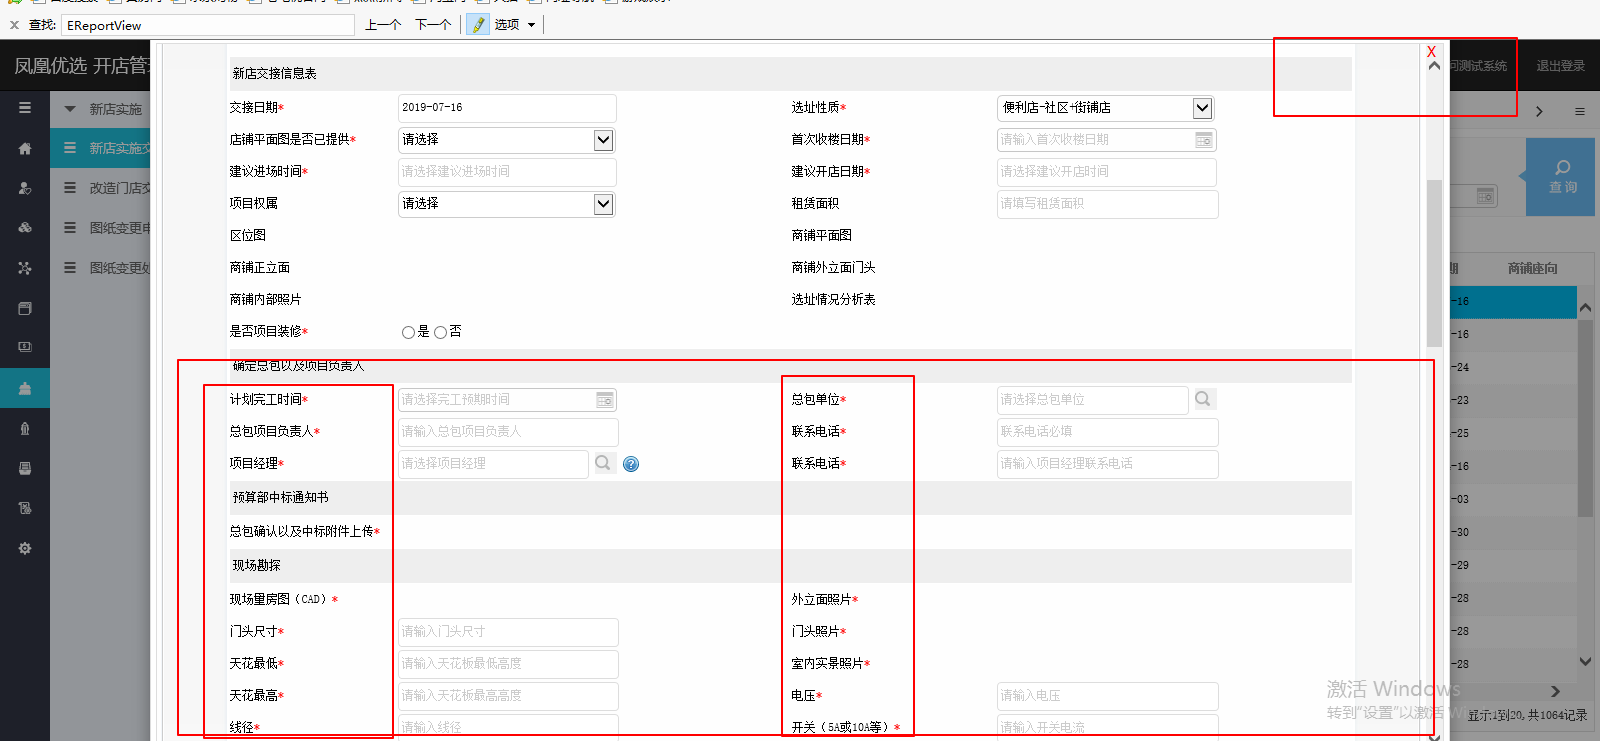 查找: EReportView 上一个 下一个 选项
凤凰优选 开店管 问测试系统 退出登录
X
新店实施
新店实施交
改造门店交
图纸变更申
图纸变更处
查 询
新店交接信息表
交接日期* 2019-07-16 选址性质* 便利店-社区+街铺店
店铺平面图是否已提供* 请选择 首次收楼日期* 请输入首次收楼日期
建议进场时间* 请选择建议进场时间 建议开店日期* 请选择建议开店时间
项目权属 请选择 租赁面积 请填写租赁面积
区位图 商铺平面图
商铺正立面 商铺外立面门头
商铺内部照片 选址情况分析表
是否项目装修* 是 否
确定总包以及项目负责人
计划完工时间* 请选择完工预期时间 总包单位* 请选择总包单位
总包项目负责人* 请输入总包项目负责人 联系电话* 联系电话必填
项目经理* 请选择项目经理 联系电话* 请输入项目经理联系电话
预算部中标通知书
总包确认以及中标附件上传*
现场勘探
现场量房图（CAD）* 外立面照片*
门头尺寸* 请输入门头尺寸 门头照片*
天花最低* 请输入天花板最低高度 室内实景照片*
天花最高* 请输入天花板最高高度 电压* 请输入电压
线径* 请输入线径 开关（5A或10A等）* 请输入开关电流
期 商铺座向
-16
-16
-24
-23
-25
-16
-03
-30
-29
-28
-28
-28
激活 Windows
转到"设置"以激活 Wi
显示1到20, 共1064记录